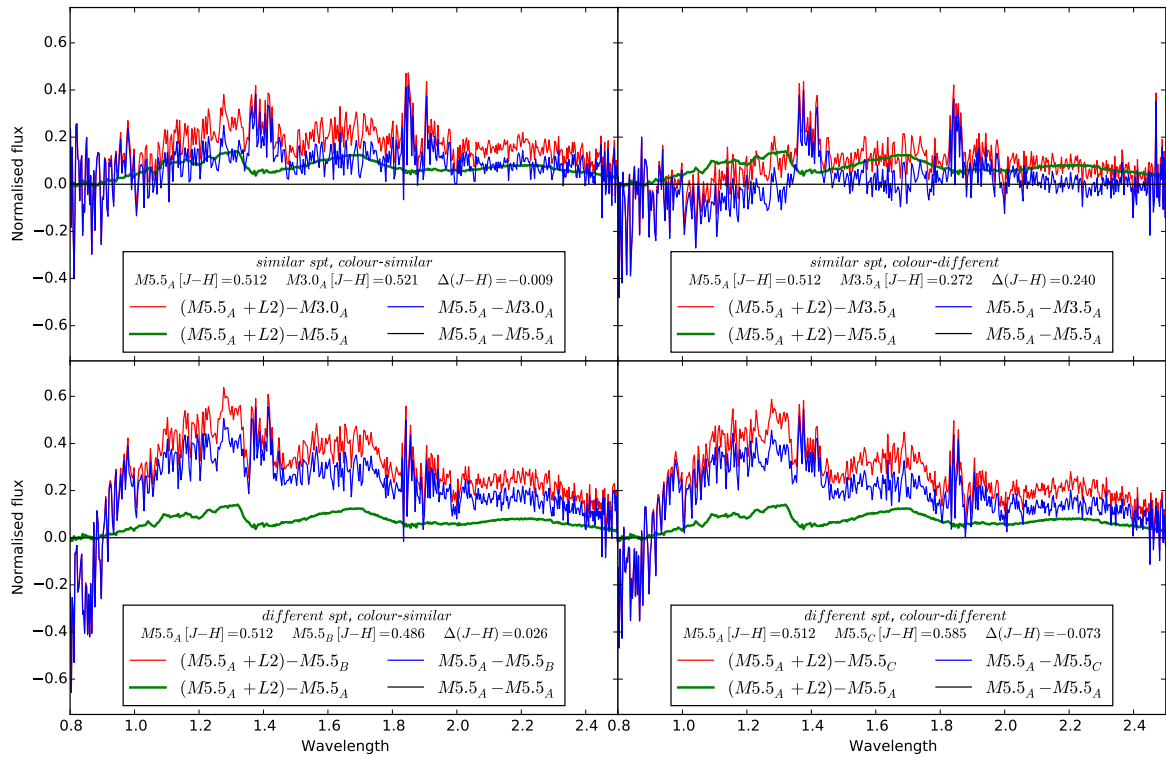 0.6
0.4
0.2
0.0
−0.2
−0.4
−0.6
Normalised flux
similar spt, colour-similar
M5.5_A [J−H]=0.512 M3.0_A [J−H]=0.521 Δ(J−H)=−0.009
(M5.5_A +L2)−M3.0_A M5.5_A−M3.0_A
(M5.5_A +L2)−M5.5_A M5.5_A−M5.5_A
similar spt, colour-different
M5.5_A [J−H]=0.512 M3.5_A [J−H]=0.272 Δ(J−H)=0.240
(M5.5_A +L2)−M3.5_A M5.5_A−M3.5_A
(M5.5_A +L2)−M5.5_A M5.5_A−M5.5_A
0.6
0.4
0.2
0.0
−0.2
−0.4
−0.6
Normalised flux
different spt, colour-similar
M5.5_A [J−H]=0.512 M5.5_B [J−H]=0.486 Δ(J−H)=0.026
(M5.5_A +L2)−M5.5_B M5.5_A−M5.5_B
(M5.5_A +L2)−M5.5_A M5.5_A−M5.5_A
different spt, colour-different
M5.5_A [J−H]=0.512 M5.5_C [J−H]=0.585 Δ(J−H)=−0.073
(M5.5_A +L2)−M5.5_C M5.5_A−M5.5_C
(M5.5_A +L2)−M5.5_A M5.5_A−M5.5_A
0.8 1.0 1.2 1.4 1.6 1.8 2.0 2.2 2.4 0.8 1.0 1.2 1.4 1.6 1.8 2.0 2.2 2.4
Wavelength Wavelength